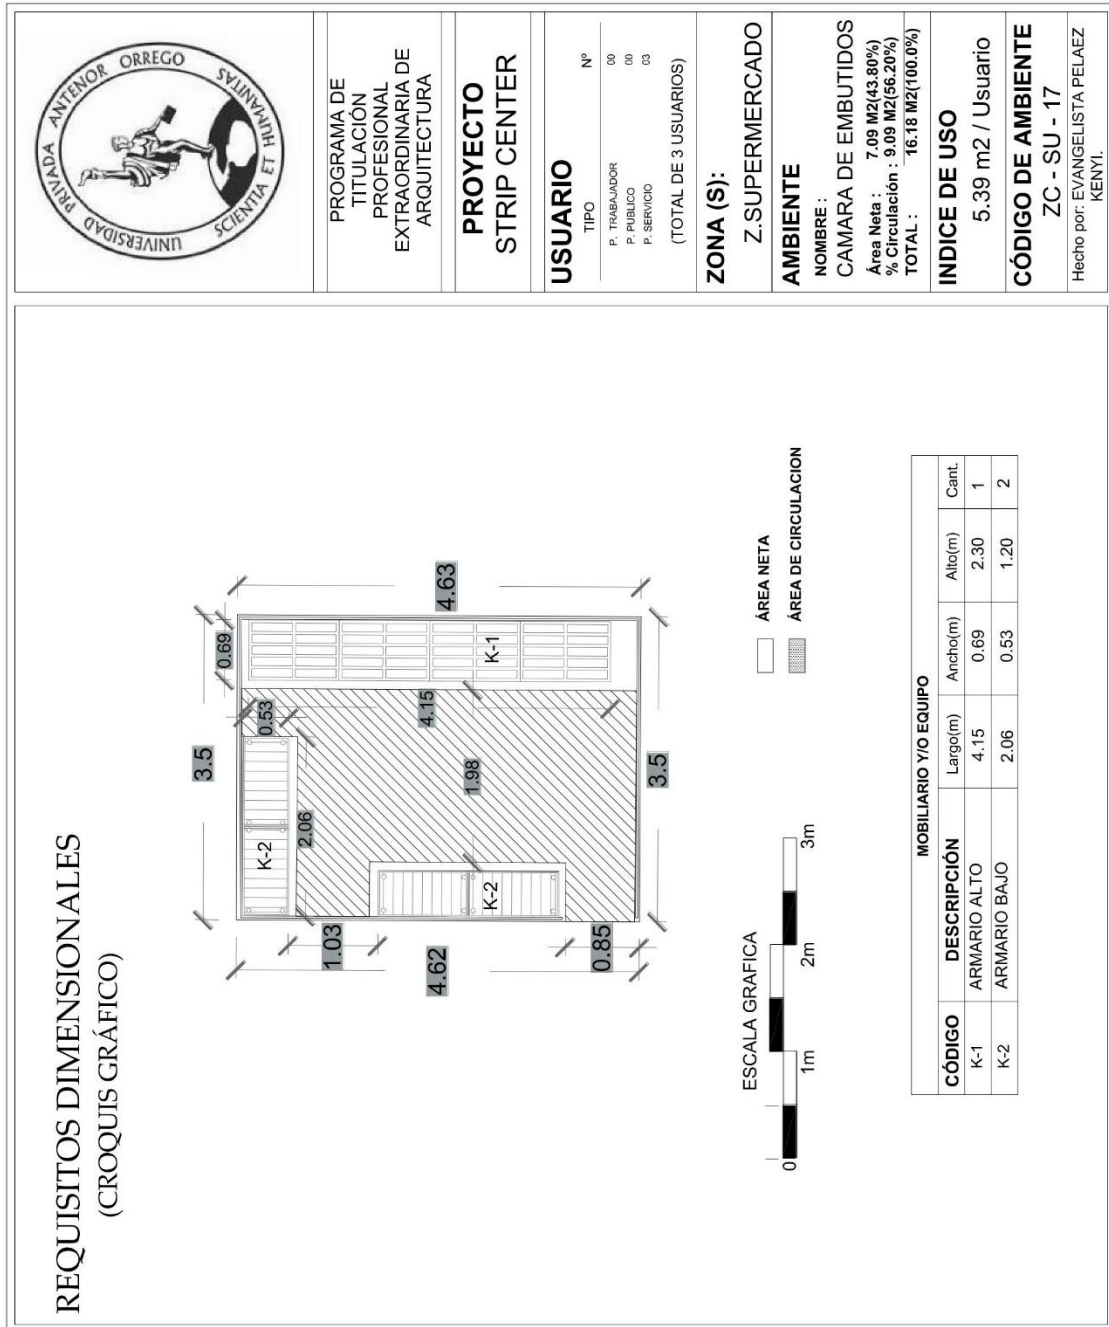 REQUISITOS DIMENSIONALES
(CROQUIS GRÁFICO)
3.5
0.69
0.53
K-2
2.06
4.15
1.98
K-1
4.63
1.03
4.62
K-2
0.85
3.5
ESCALA GRAFICA
0 1m 2m 3m
ÁREA NETA
ÁREA DE CIRCULACION
MOBILIARIO Y/O EQUIPO
CÓDIGO DESCRIPCIÓN Largo(m) Ancho(m) Alto(m) Cant.
K-1 ARMARIO ALTO 4.15 0.69 2.30 1
K-2 ARMARIO BAJO 2.06 0.53 1.20 2
UNIVERSIDAD PRIVADA ANTENOR ORREGO
SCIENTIA ET HUMANITAS
PROGRAMA DE
TITULACIÓN
PROFESIONAL
EXTRAORDINARIA DE
ARQUITECTURA
PROYECTO
STRIP CENTER
USUARIO
TIPO Nº
P. TRABAJADOR 00
P. PUBLICO 00
P. SERVICIO 03
(TOTAL DE 3 USUARIOS)
ZONA (S):
Z.SUPERMERCADO
AMBIENTE
NOMBRE :
CAMARA DE EMBUTIDOS
Área Neta : 7.09 M2(43.80%)
% Circulación : 9.09 M2(56.20%)
TOTAL : 16.18 M2(100.0%)
INDICE DE USO
5.39 m2 / Usuario
CÓDIGO DE AMBIENTE
ZC - SU - 17
Hecho por: EVANGELISTA PELAEZ
KENYI.